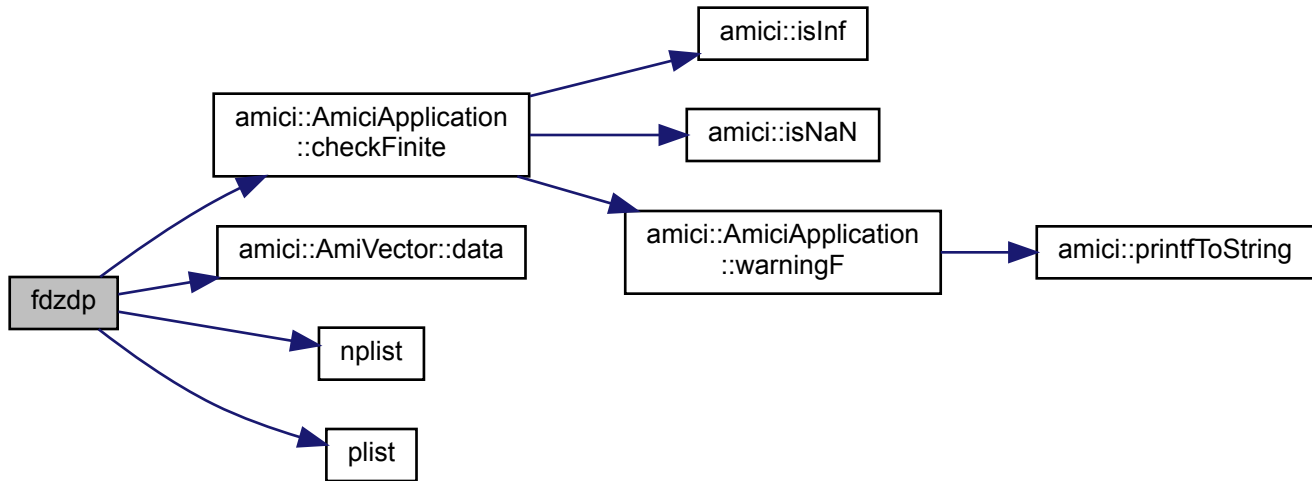 fdzdp
amici::AmiciApplication
::checkFinite
amici::AmiVector::data
nplist
plist
amici::isInf
amici::isNaN
amici::AmiciApplication
::warningF
amici::printfToString